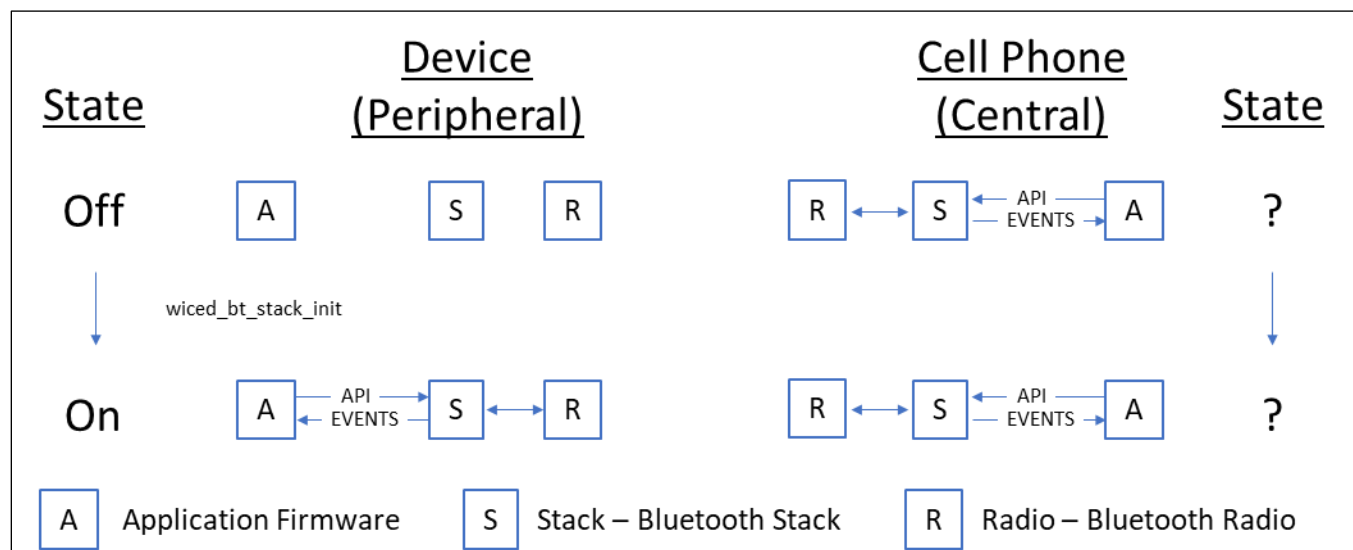 State
Device
(Peripheral)
Cell Phone
(Central)
State
Off
A
S
R
R
S
API
EVENTS
A
?
wiced_bt_stack_init
On
A
API
EVENTS
S
R
R
S
API
EVENTS
A
?
A Application Firmware
S Stack – Bluetooth Stack
R Radio – Bluetooth Radio